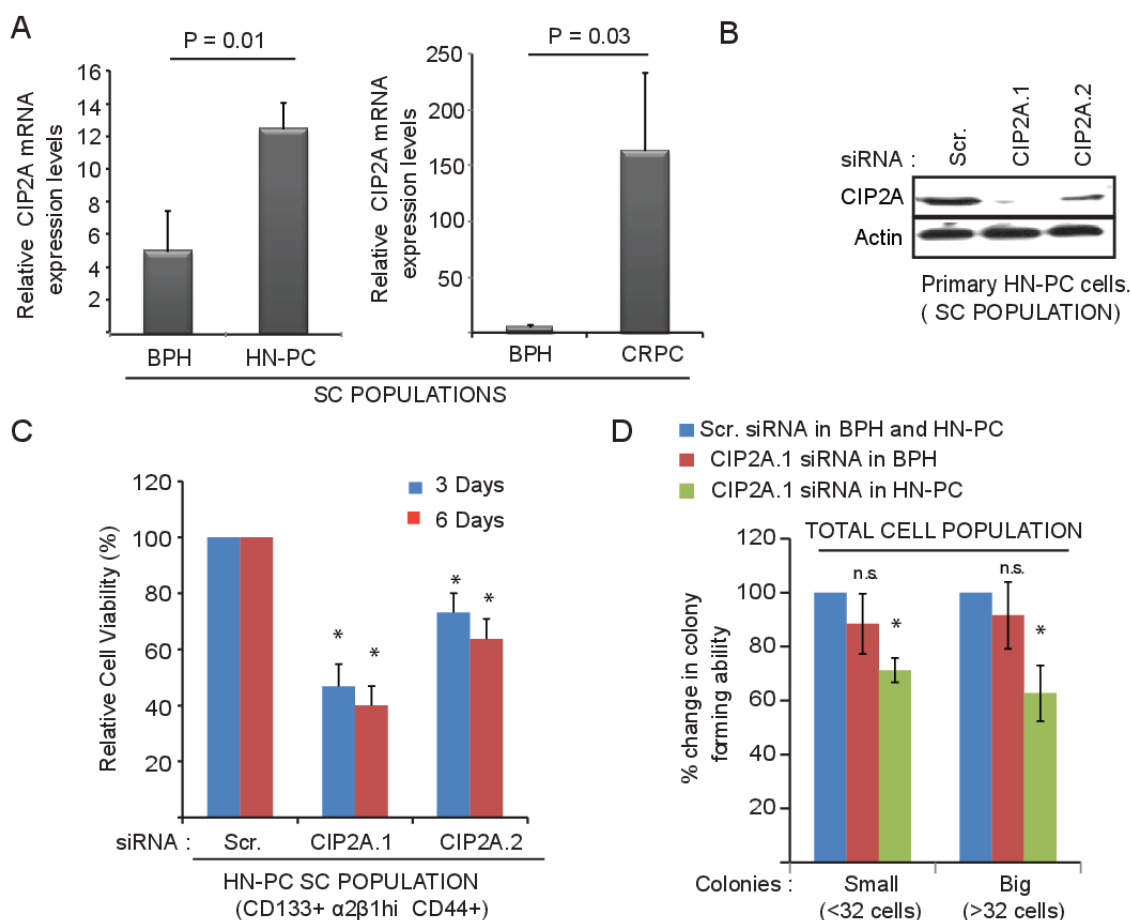 A
P = 0.01
Relative CIP2A mRNA
expression levels
16
14
12
10
8
6
4
2
BPH
HN-PC
P = 0.03
Relative CIP2A mRNA
expression levels
250
200
150
100
50
BPH
CRPC
SC POPULATIONS
B
siRNA :
Scr.
CIP2A.1
CIP2A.2
CIP2A
Actin
Primary HN-PC cells.
( SC POPULATION)
C
Relative Cell Viability (%)
120
100
80
60
40
20
3 Days
6 Days
*
*
*
*
siRNA :
Scr.
CIP2A.1
CIP2A.2
HN-PC SC POPULATION
(CD133+ α2β1hi CD44+)
D
Scr. siRNA in BPH and HN-PC
CIP2A.1 siRNA in BPH
CIP2A.1 siRNA in HN-PC
TOTAL CELL POPULATION
% change in colony
forming ability
120
100
80
60
40
20
n.s.
*
n.s.
*
Colonies :
Small
(<32 cells)
Big
(>32 cells)